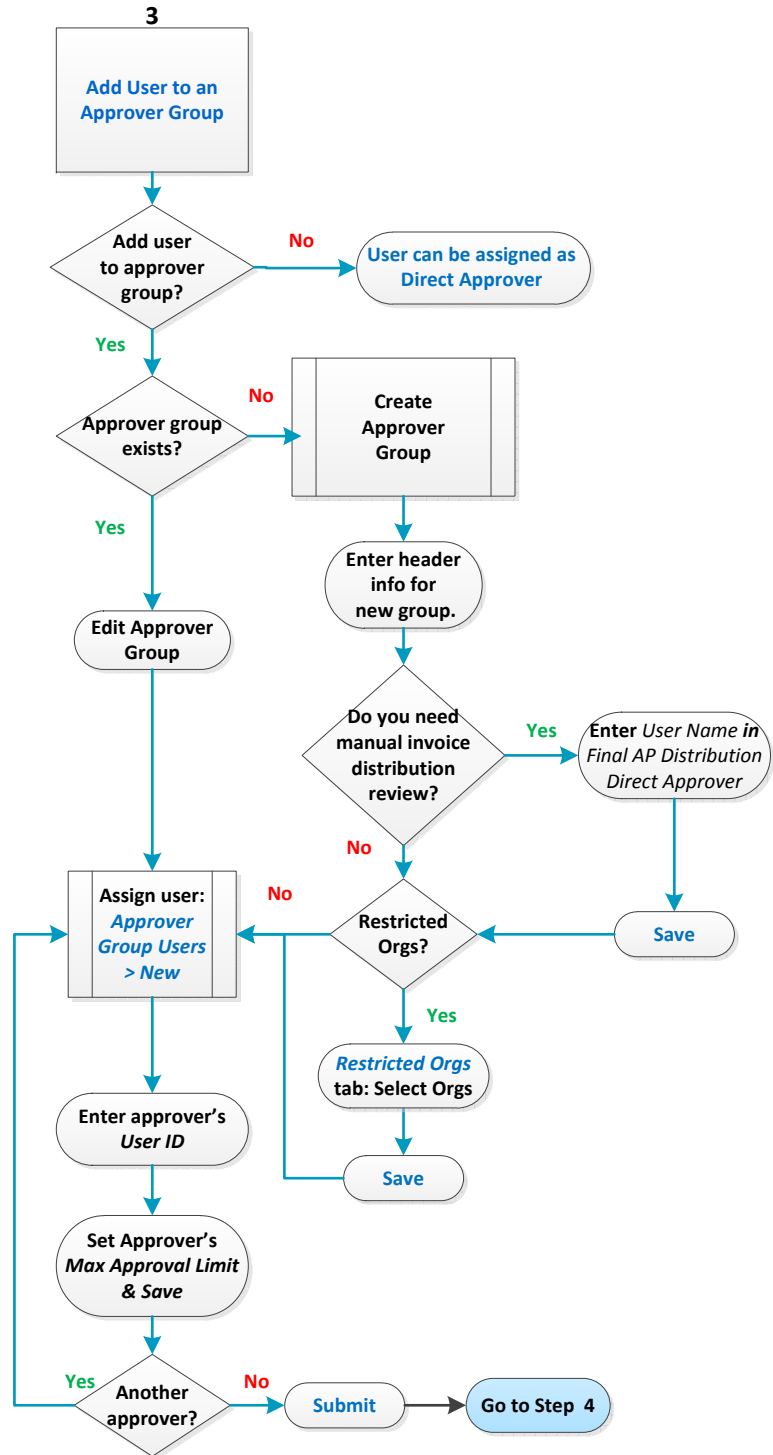 3
Add User to an
Approver Group
Add user
to approver
group?
No
User can be assigned as
Direct Approver
Yes
Approver group
exists?
No
Create
Approver
Group
Yes
Enter header
info for
new group.
Edit Approver
Group
Do you need
manual invoice
distribution
review?
Yes
Enter User Name in
Final AP Distribution
Direct Approver
No
Assign user:
Approver
Group Users
> New
No
Restricted
Orgs?
Save
Yes
Restricted Orgs
tab: Select Orgs
Enter approver's
User ID
Save
Set Approver's
Max Approval Limit
& Save
Yes
Another
approver?
No
Submit
Go to Step 4